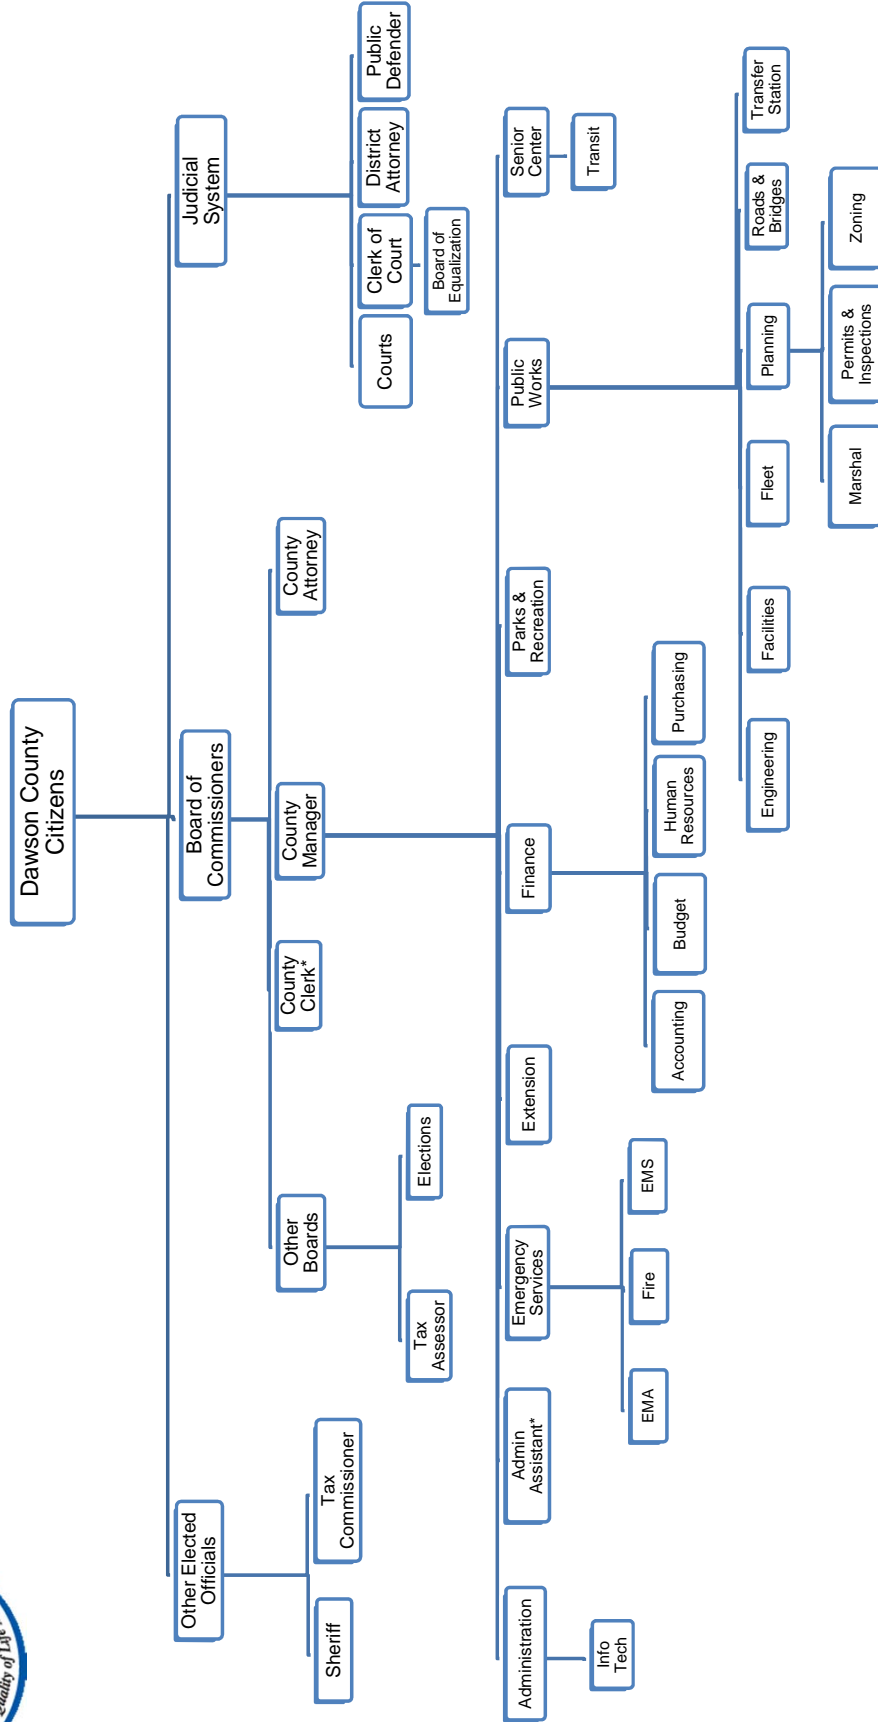 Quality of Life
Dawson County
Citizens
Other Elected
Officials
Board of
Commissioners
Judicial
System
Sheriff
Tax
Commissioner
Other
Boards
County
Clerk*
County
Manager
County
Attorney
Courts
Clerk of
Court
District
Attorney
Public
Defender
Tax
Assessor
Elections
Board of
Equalization
Administration
Admin
Assistant*
Emergency
Services
Extension
Finance
Parks &
Recreation
Public
Works
Senior
Center
Info
Tech
EMA
Fire
EMS
Accounting
Budget
Human
Resources
Purchasing
Transit
Engineering
Facilities
Fleet
Planning
Roads &
Bridges
Transfer
Station
Marshal
Permits &
Inspections
Zoning